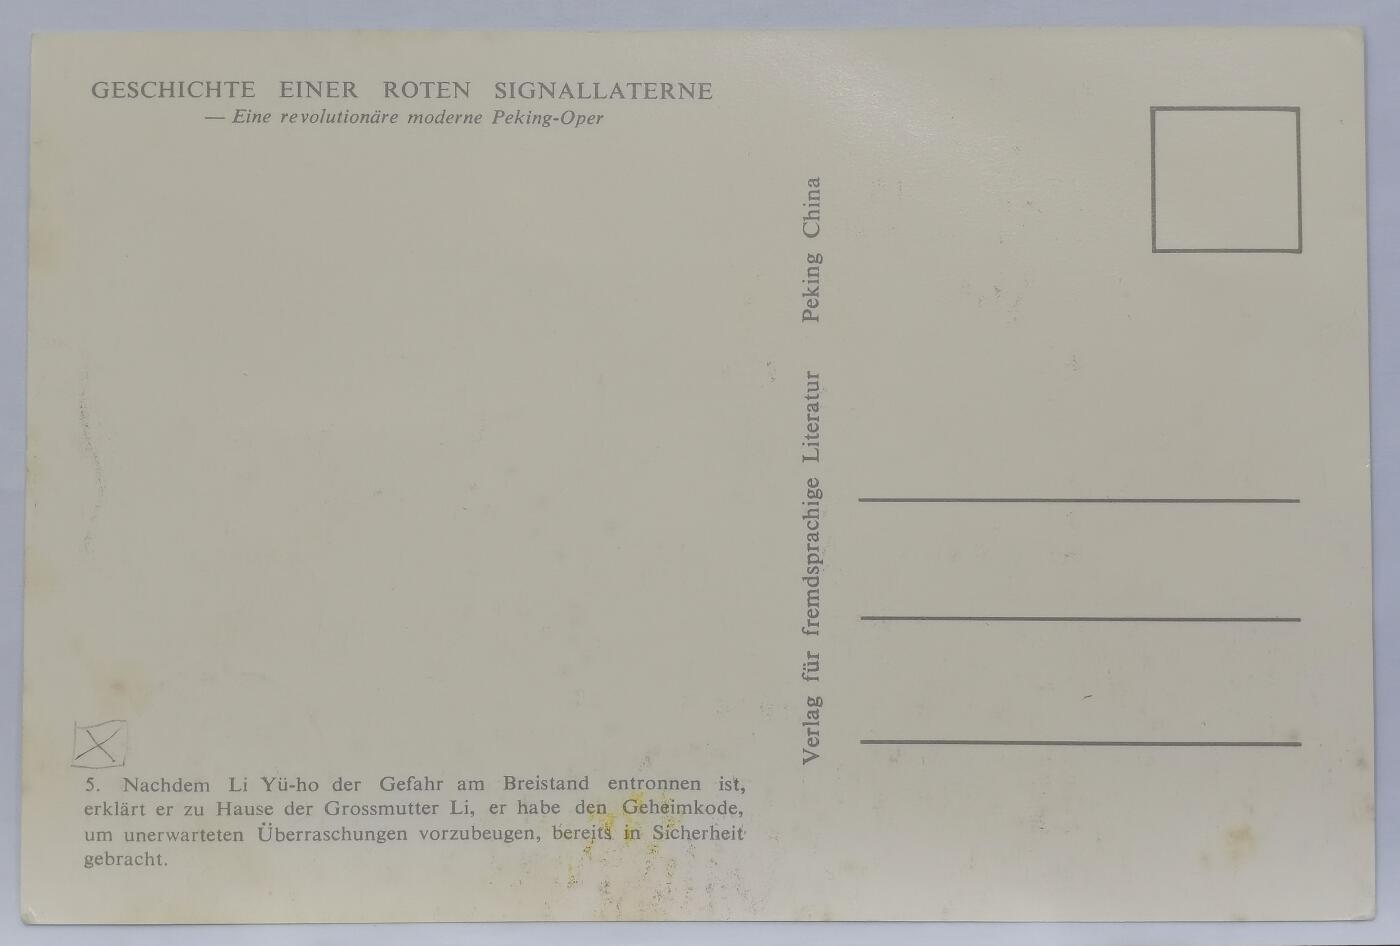 GESCHICHTE EINER ROTEN SIGNALLATERNE
— Eine revolutionäre moderne Peking-Oper
5. Nachdem Li Yü-ho der Gefahr am Breistand entronnen ist,
erklärt er zu Hause der Grossmutter Li, er habe den Geheimkode,
um unerwarteten Überraschungen vorzubeugen, bereits in Sicherheit
gebracht.
Verlag für fremdsprachige Literatur Peking China